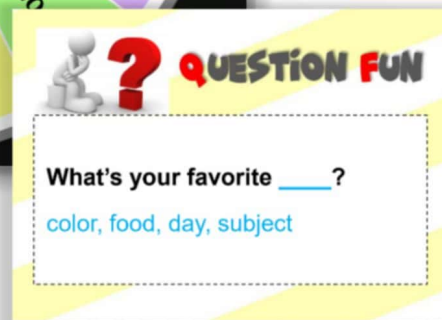 QUESTION FUN
What's your favorite ____?
color, food, day, subject